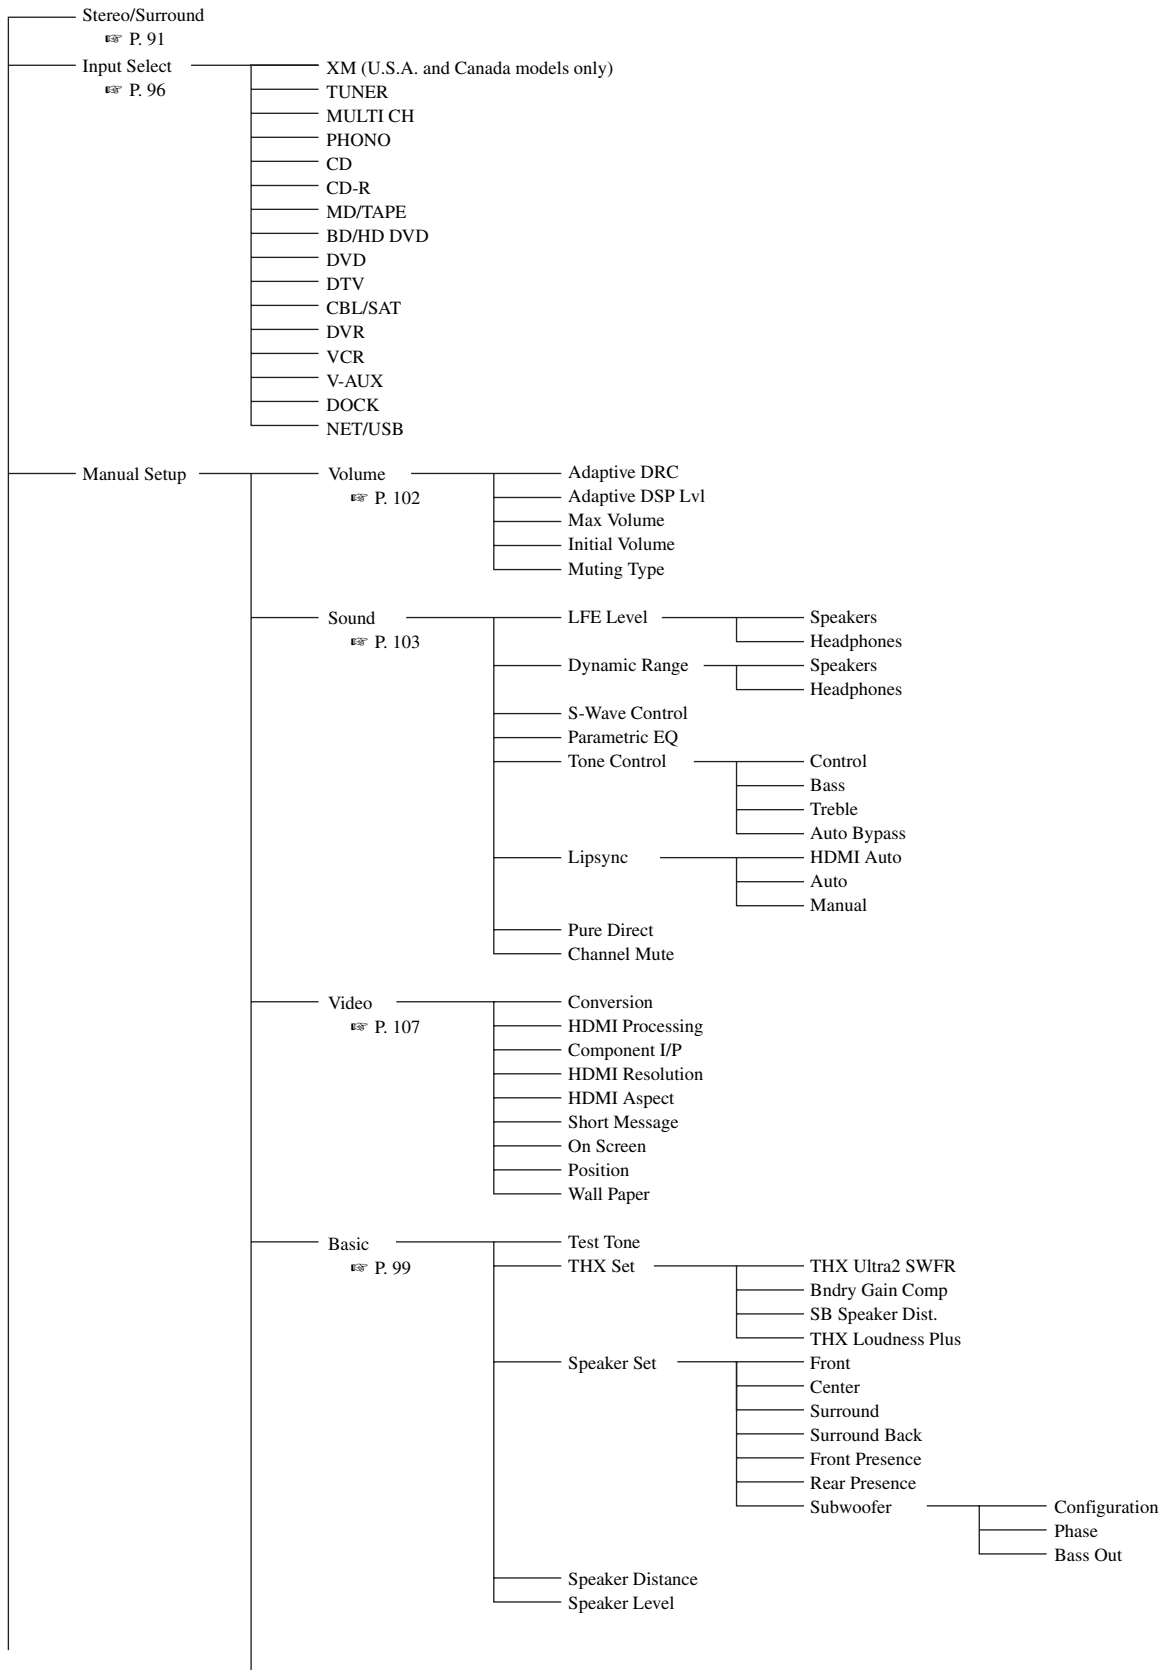 Stereo/Surround
☞ P. 91
Input Select
☞ P. 96
XM (U.S.A. and Canada models only)
TUNER
MULTI CH
PHONO
CD
CD-R
MD/TAPE
BD/HD DVD
DVD
DTV
CBL/SAT
DVR
VCR
V-AUX
DOCK
NET/USB
Manual Setup
Volume
☞ P. 102
Adaptive DRC
Adaptive DSP Lvl
Max Volume
Initial Volume
Muting Type
Sound
☞ P. 103
LFE Level
Speakers
Headphones
Dynamic Range
Speakers
Headphones
S-Wave Control
Parametric EQ
Tone Control
Control
Bass
Treble
Auto Bypass
Lipsync
HDMI Auto
Auto
Manual
Pure Direct
Channel Mute
Video
☞ P. 107
Conversion
HDMI Processing
Component I/P
HDMI Resolution
HDMI Aspect
Short Message
On Screen
Position
Wall Paper
Basic
☞ P. 99
Test Tone
THX Set
THX Ultra2 SWFR
Bndry Gain Comp
SB Speaker Dist.
THX Loudness Plus
Speaker Set
Front
Center
Surround
Surround Back
Front Presence
Rear Presence
Subwoofer
Configuration
Phase
Bass Out
Speaker Distance
Speaker Level